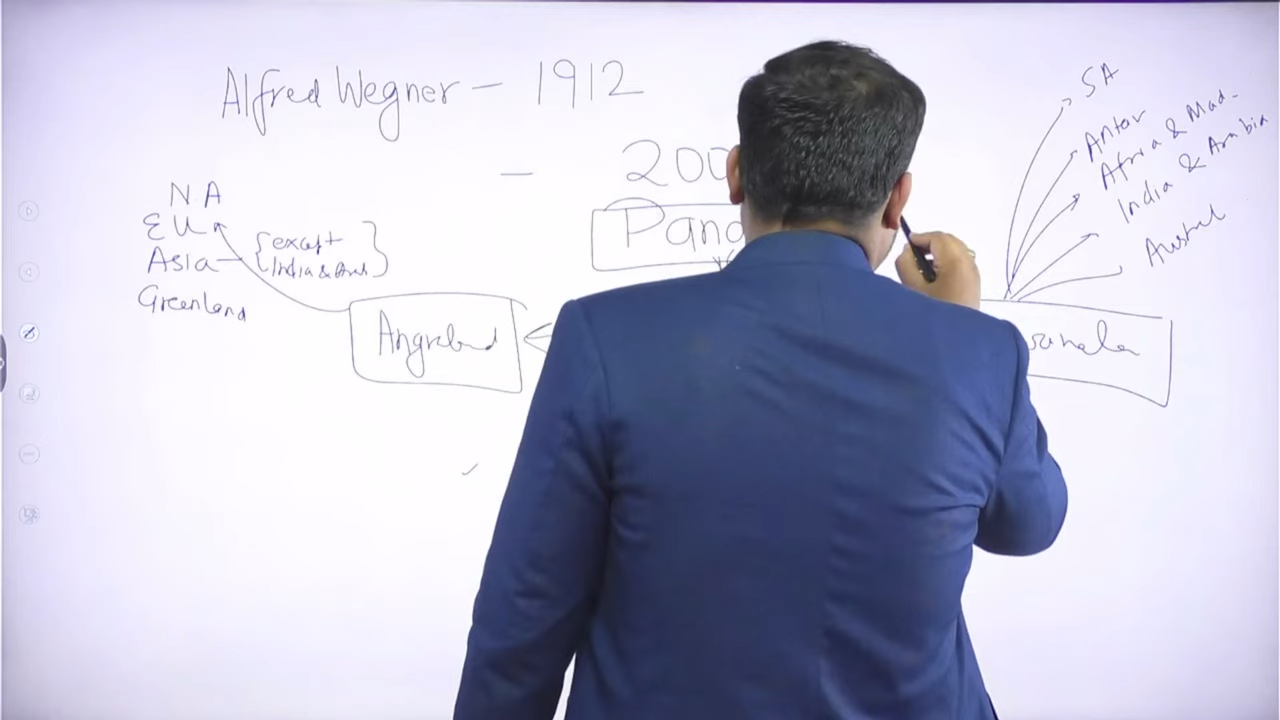 Alfred Wegner - 1912
- 200
Pang
SA
Antar
Africa & Mad-
India & Arabia
Austral
NA
EU
Asia - {except India & Arab}
Greenland
Angraland